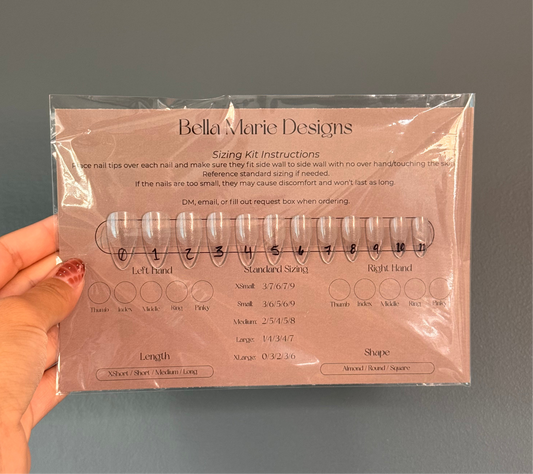 Bella Marie Designs
Sizing Kit Instructions
Place nail tips over each nail and make sure they fit side wall to side wall with no over hand/touching the skin
Reference standard sizing if needed.
If the nails are too small, they may cause discomfort and won't fast as long.
DM, email, or fill out request box when ordering.
0 1 2 3 4 5 6 7 8 9 10 11
Left Hand Standard Sizing Right Hand
XSmall: 3/7/6/7/9
Thumb Index Middle Ring Pinky
Thumb Index Middle Ring Pinky
Small: 3/6/5/6/9
Medium: 2/5/4/5/8
Large: 1/4/3/4/7
XLarge: 0/3/2/3/6
Length
XShort / Short / Medium / Long
Shape
Almond / Round / Square